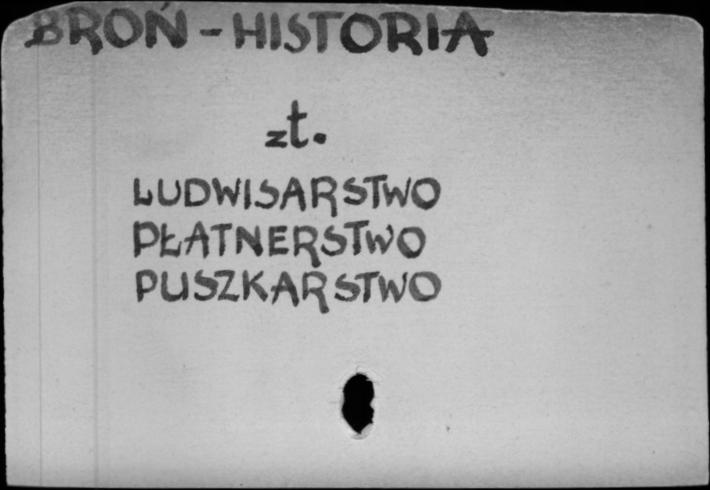 BROŃ - HISTORIA
zt.
LUDWISARSTWO
PŁATNERSTWO
PUSZKARSTWO